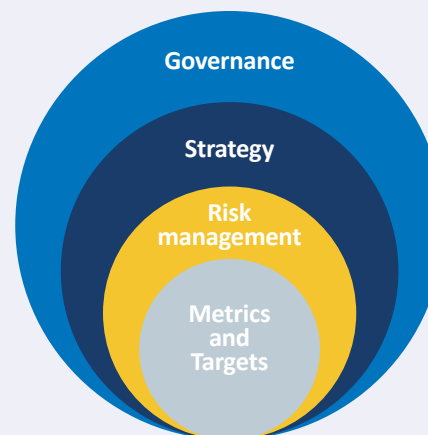 Governance
Strategy
Risk
management
Metrics
and
Targets